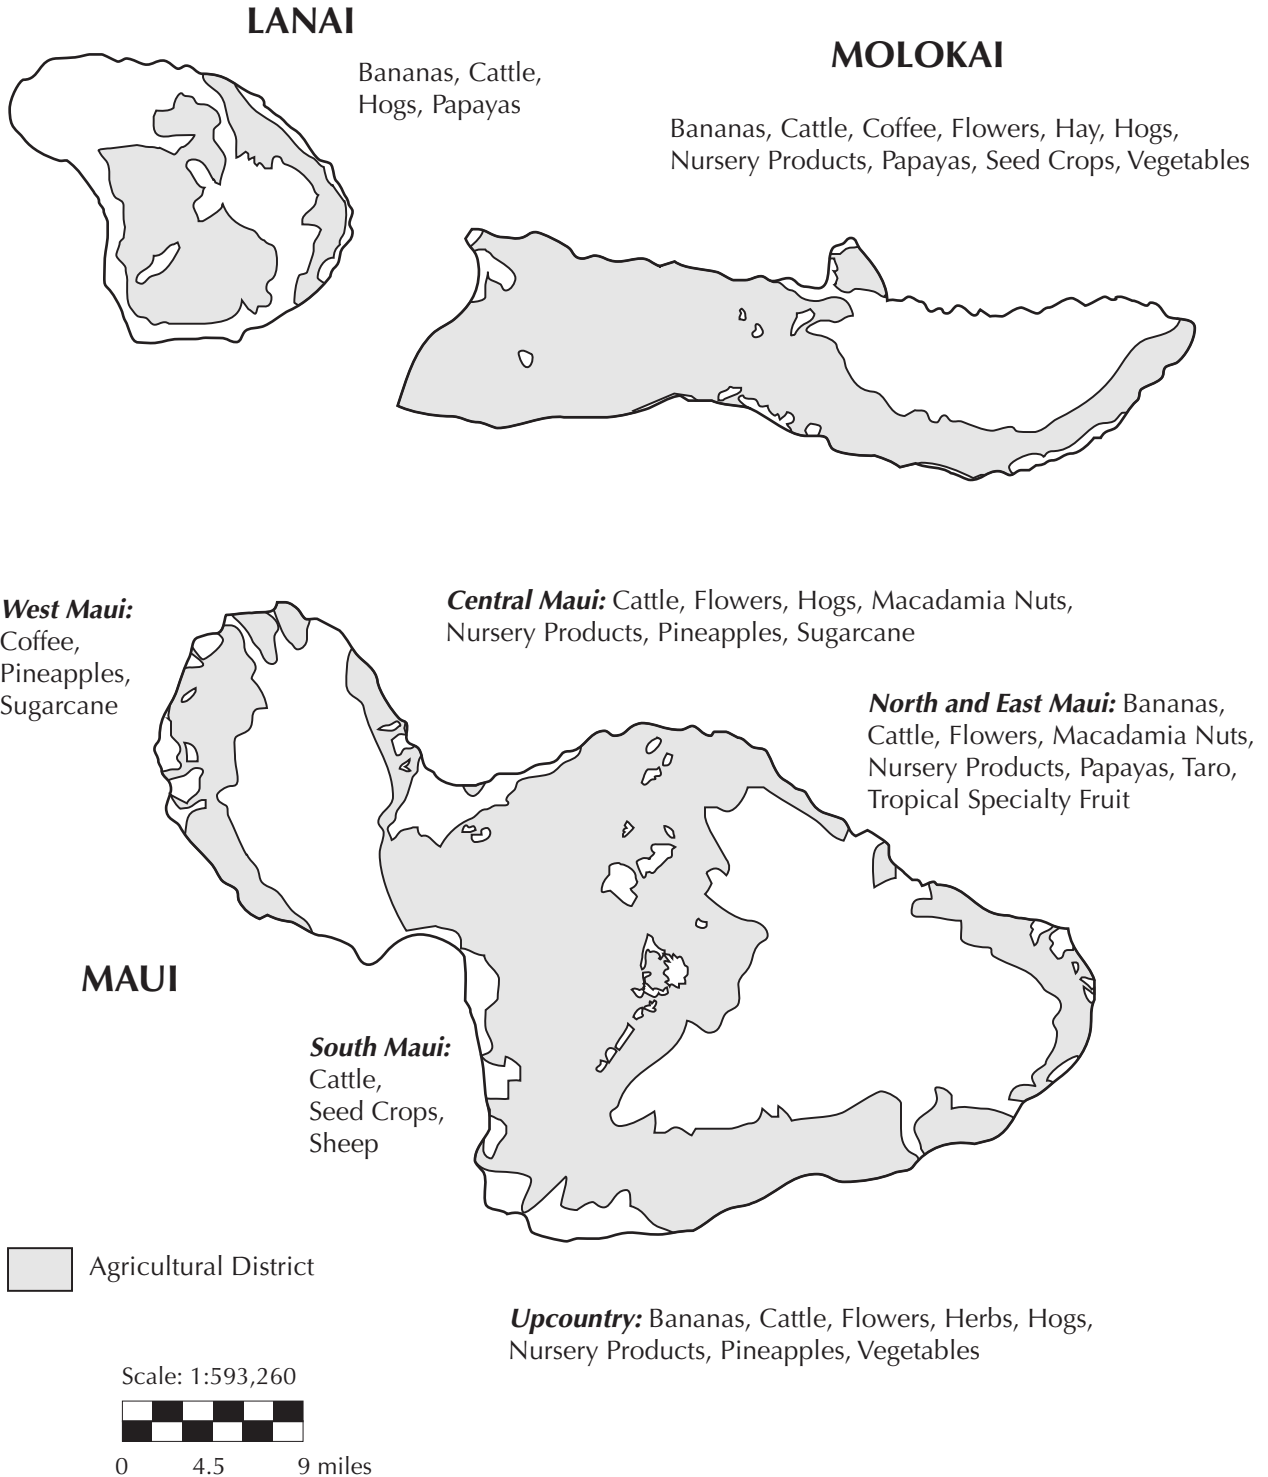 LANAI
Bananas, Cattle,
Hogs, Papayas
MOLOKAI
Bananas, Cattle, Coffee, Flowers, Hay, Hogs,
Nursery Products, Papayas, Seed Crops, Vegetables
West Maui:
Coffee,
Pineapples,
Sugarcane
Central Maui: Cattle, Flowers, Hogs, Macadamia Nuts,
Nursery Products, Pineapples, Sugarcane
North and East Maui: Bananas,
Cattle, Flowers, Macadamia Nuts,
Nursery Products, Papayas, Taro,
Tropical Specialty Fruit
MAUI
South Maui:
Cattle,
Seed Crops,
Sheep
Agricultural District
Upcountry: Bananas, Cattle, Flowers, Herbs, Hogs,
Nursery Products, Pineapples, Vegetables
Scale: 1:593,260
0 4.5 9 miles